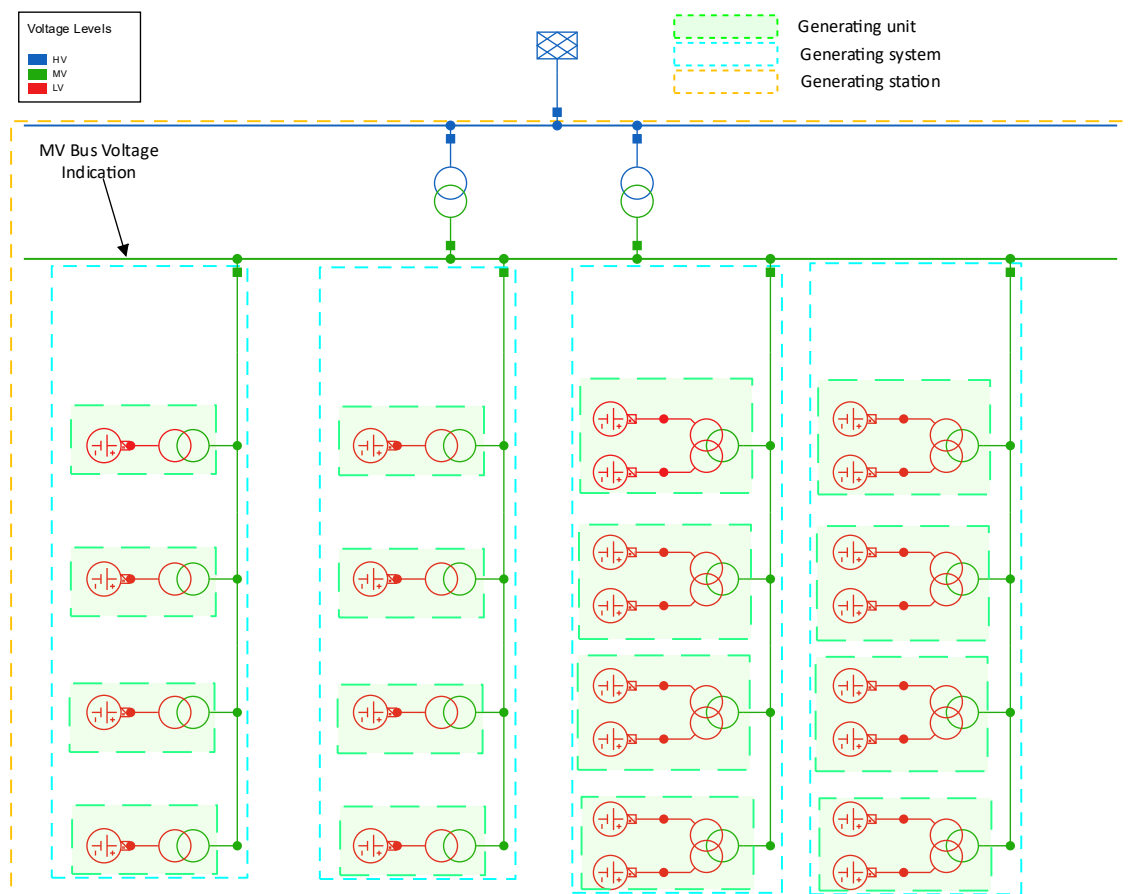 Voltage Levels
HV
MV
LV
Generating unit
Generating system
Generating station
MV Bus Voltage
Indication